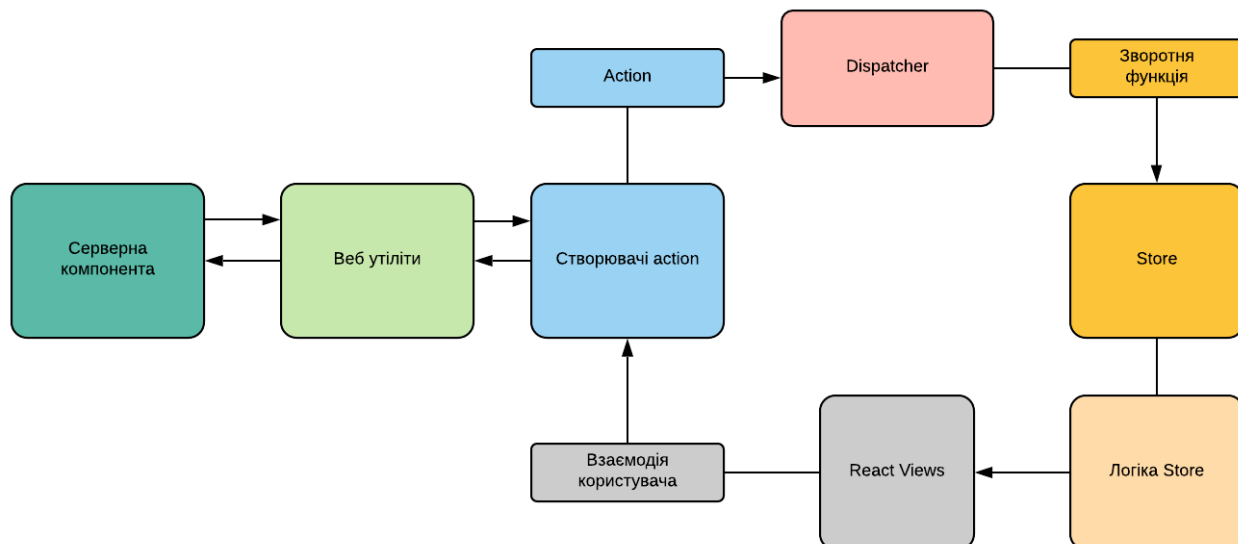 Action
Dispatcher
Зворотня
функція
Серверна
компонента
Веб утіліти
Створювачі action
Store
Взаємодія
користувача
React Views
Логіка Store